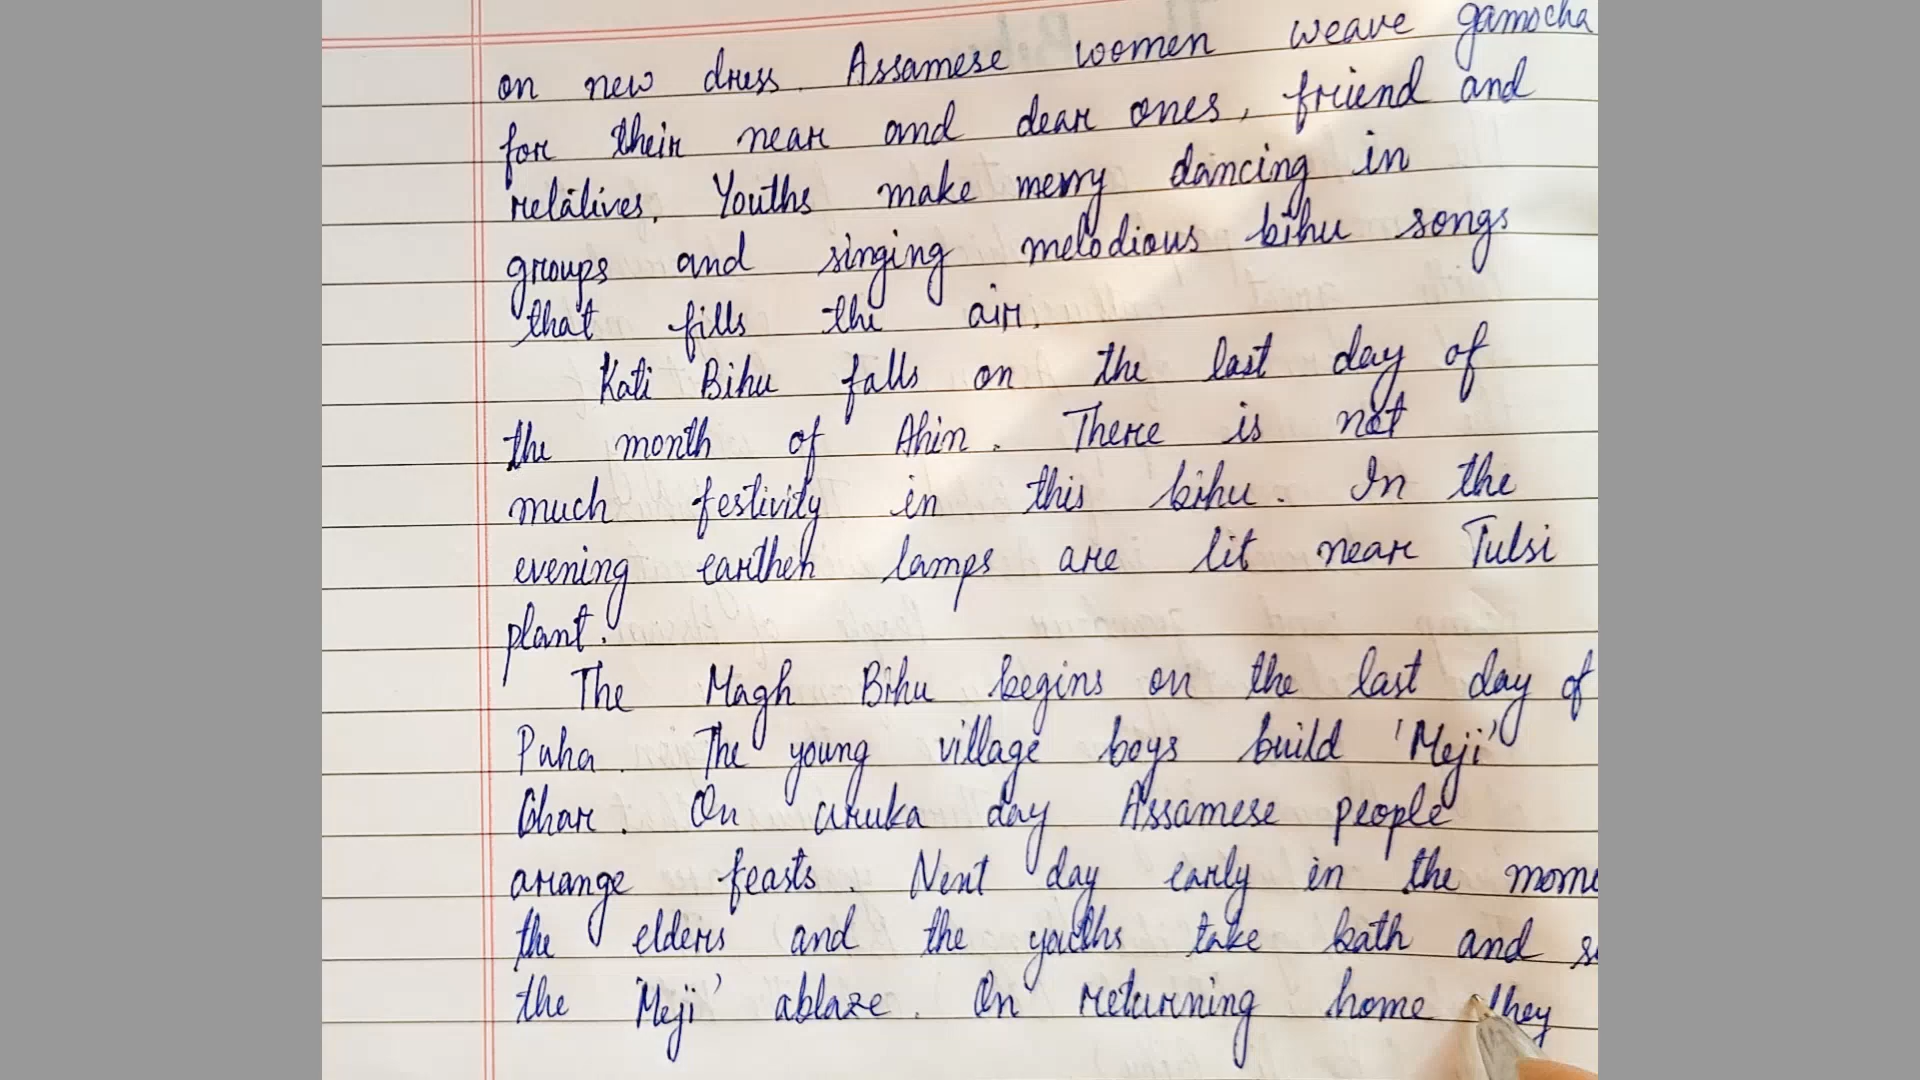 on new dress. Assamese women weave gamocha
for their near and dear ones, friend and
relatives. Youths make merry dancing in
groups and singing melodious bihu songs
that fills the air.
Kati Bihu falls on the last day of
the month of Ahin. There is not
much festivity in this bihu. In the
evening earthen lamps are lit near Tulsi
plant.
The Magh Bihu begins on the last day of
Puha. The young village boys build 'Meji'
Ghar. On uruka day Assamese people
arrange feasts. Next day early in the
the elders and the youths take bath and
the 'Meji' ablaze. On returning home they